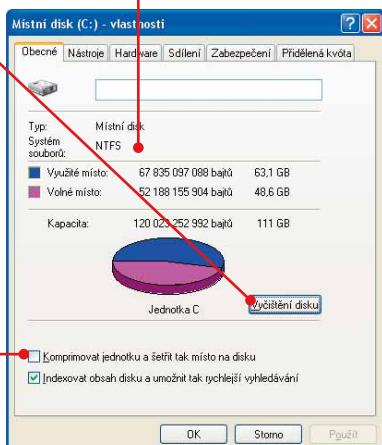 Místní disk (C:) - vlastnosti
Obecné Nástroje Hardware Sdílení Zabezpečení Přidělená kvóta
Typ: Místní disk
Systém souborů: NTFS
Využité místo: 67 835 097 088 bajtů 63,1 GB
Volné místo: 52 188 155 904 bajtů 48,6 GB
Kapacita: 120 023 252 992 bajtů 111 GB
Jednotka C
Vyčištění disku
Komprimovat jednotku a šetřit tak místo na disku
Indexovat obsah disku a umožnit tak rychlejší vyhledávání
OK Storno Použít